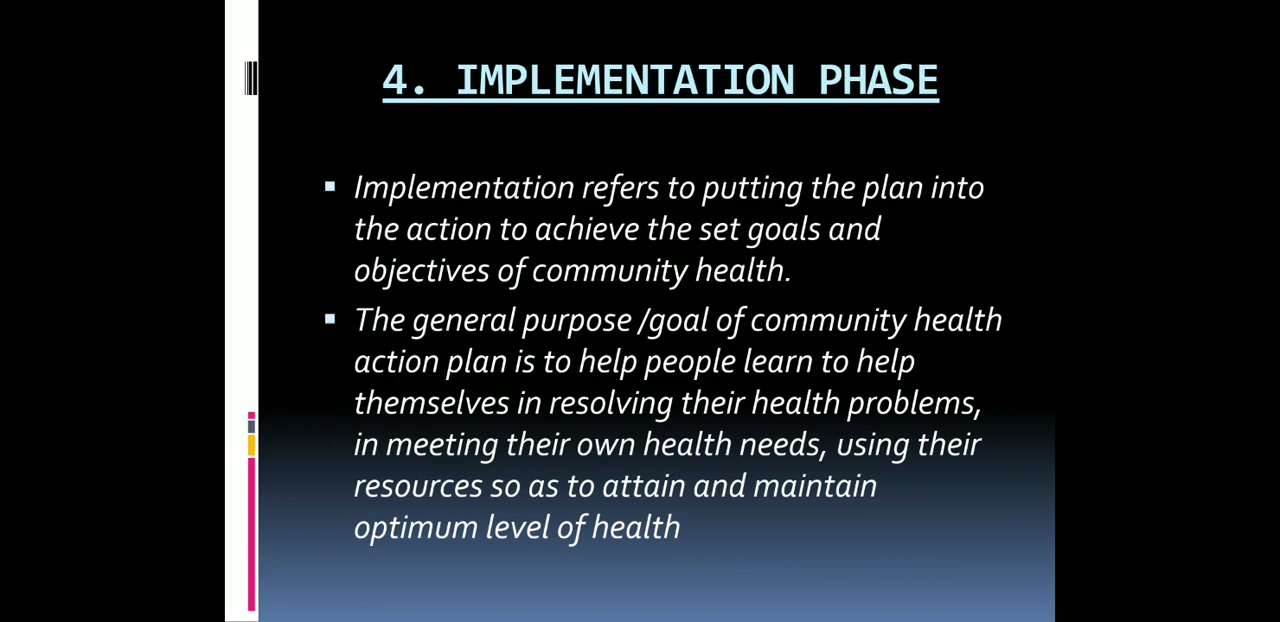 4. IMPLEMENTATION PHASE
▪ Implementation refers to putting the plan into
the action to achieve the set goals and
objectives of community health.
▪ The general purpose /goal of community health
action plan is to help people learn to help
themselves in resolving their health problems,
in meeting their own health needs, using their
resources so as to attain and maintain
optimum level of health